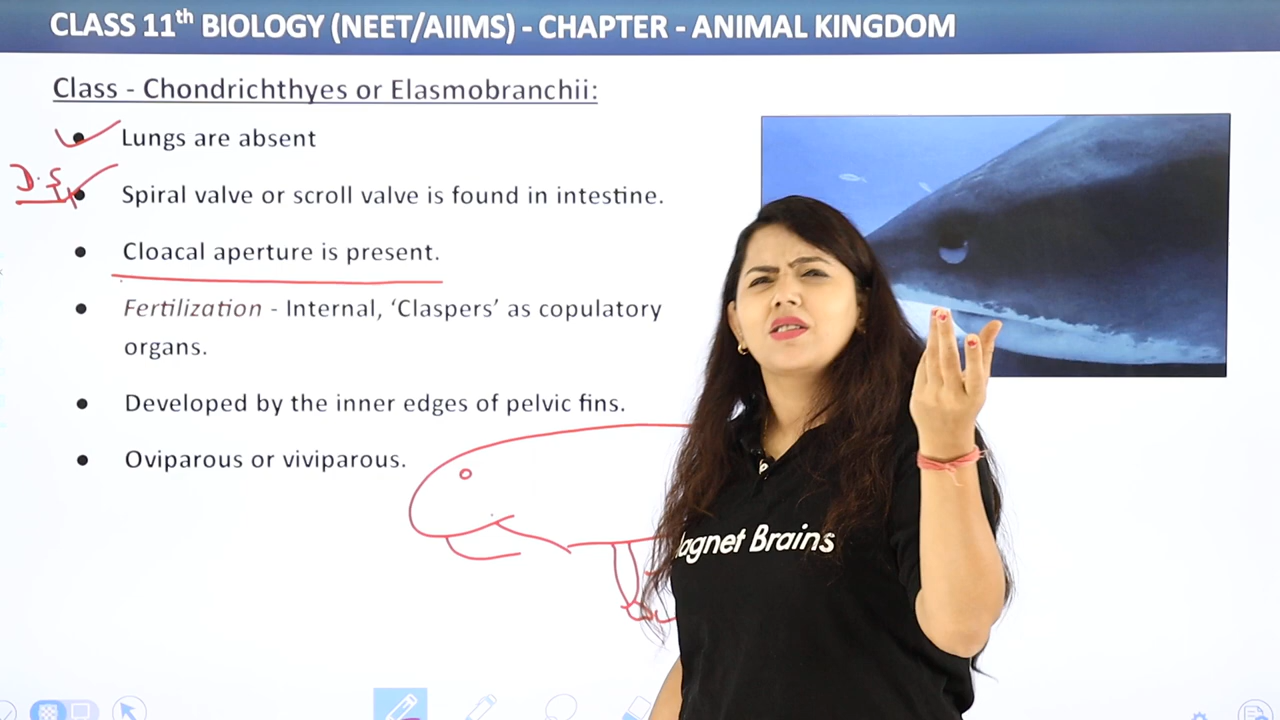 CLASS 11th BIOLOGY (NEET/AIIMS) - CHAPTER - ANIMAL KINGDOM
Class - Chondrichthyes or Elasmobranchii:
Lungs are absent
D.S
Spiral valve or scroll valve is found in intestine.
Cloacal aperture is present.
Fertilization - Internal, ‘Claspers’ as copulatory
organs.
Developed by the inner edges of pelvic fins.
Oviparous or viviparous.
agnet Brains